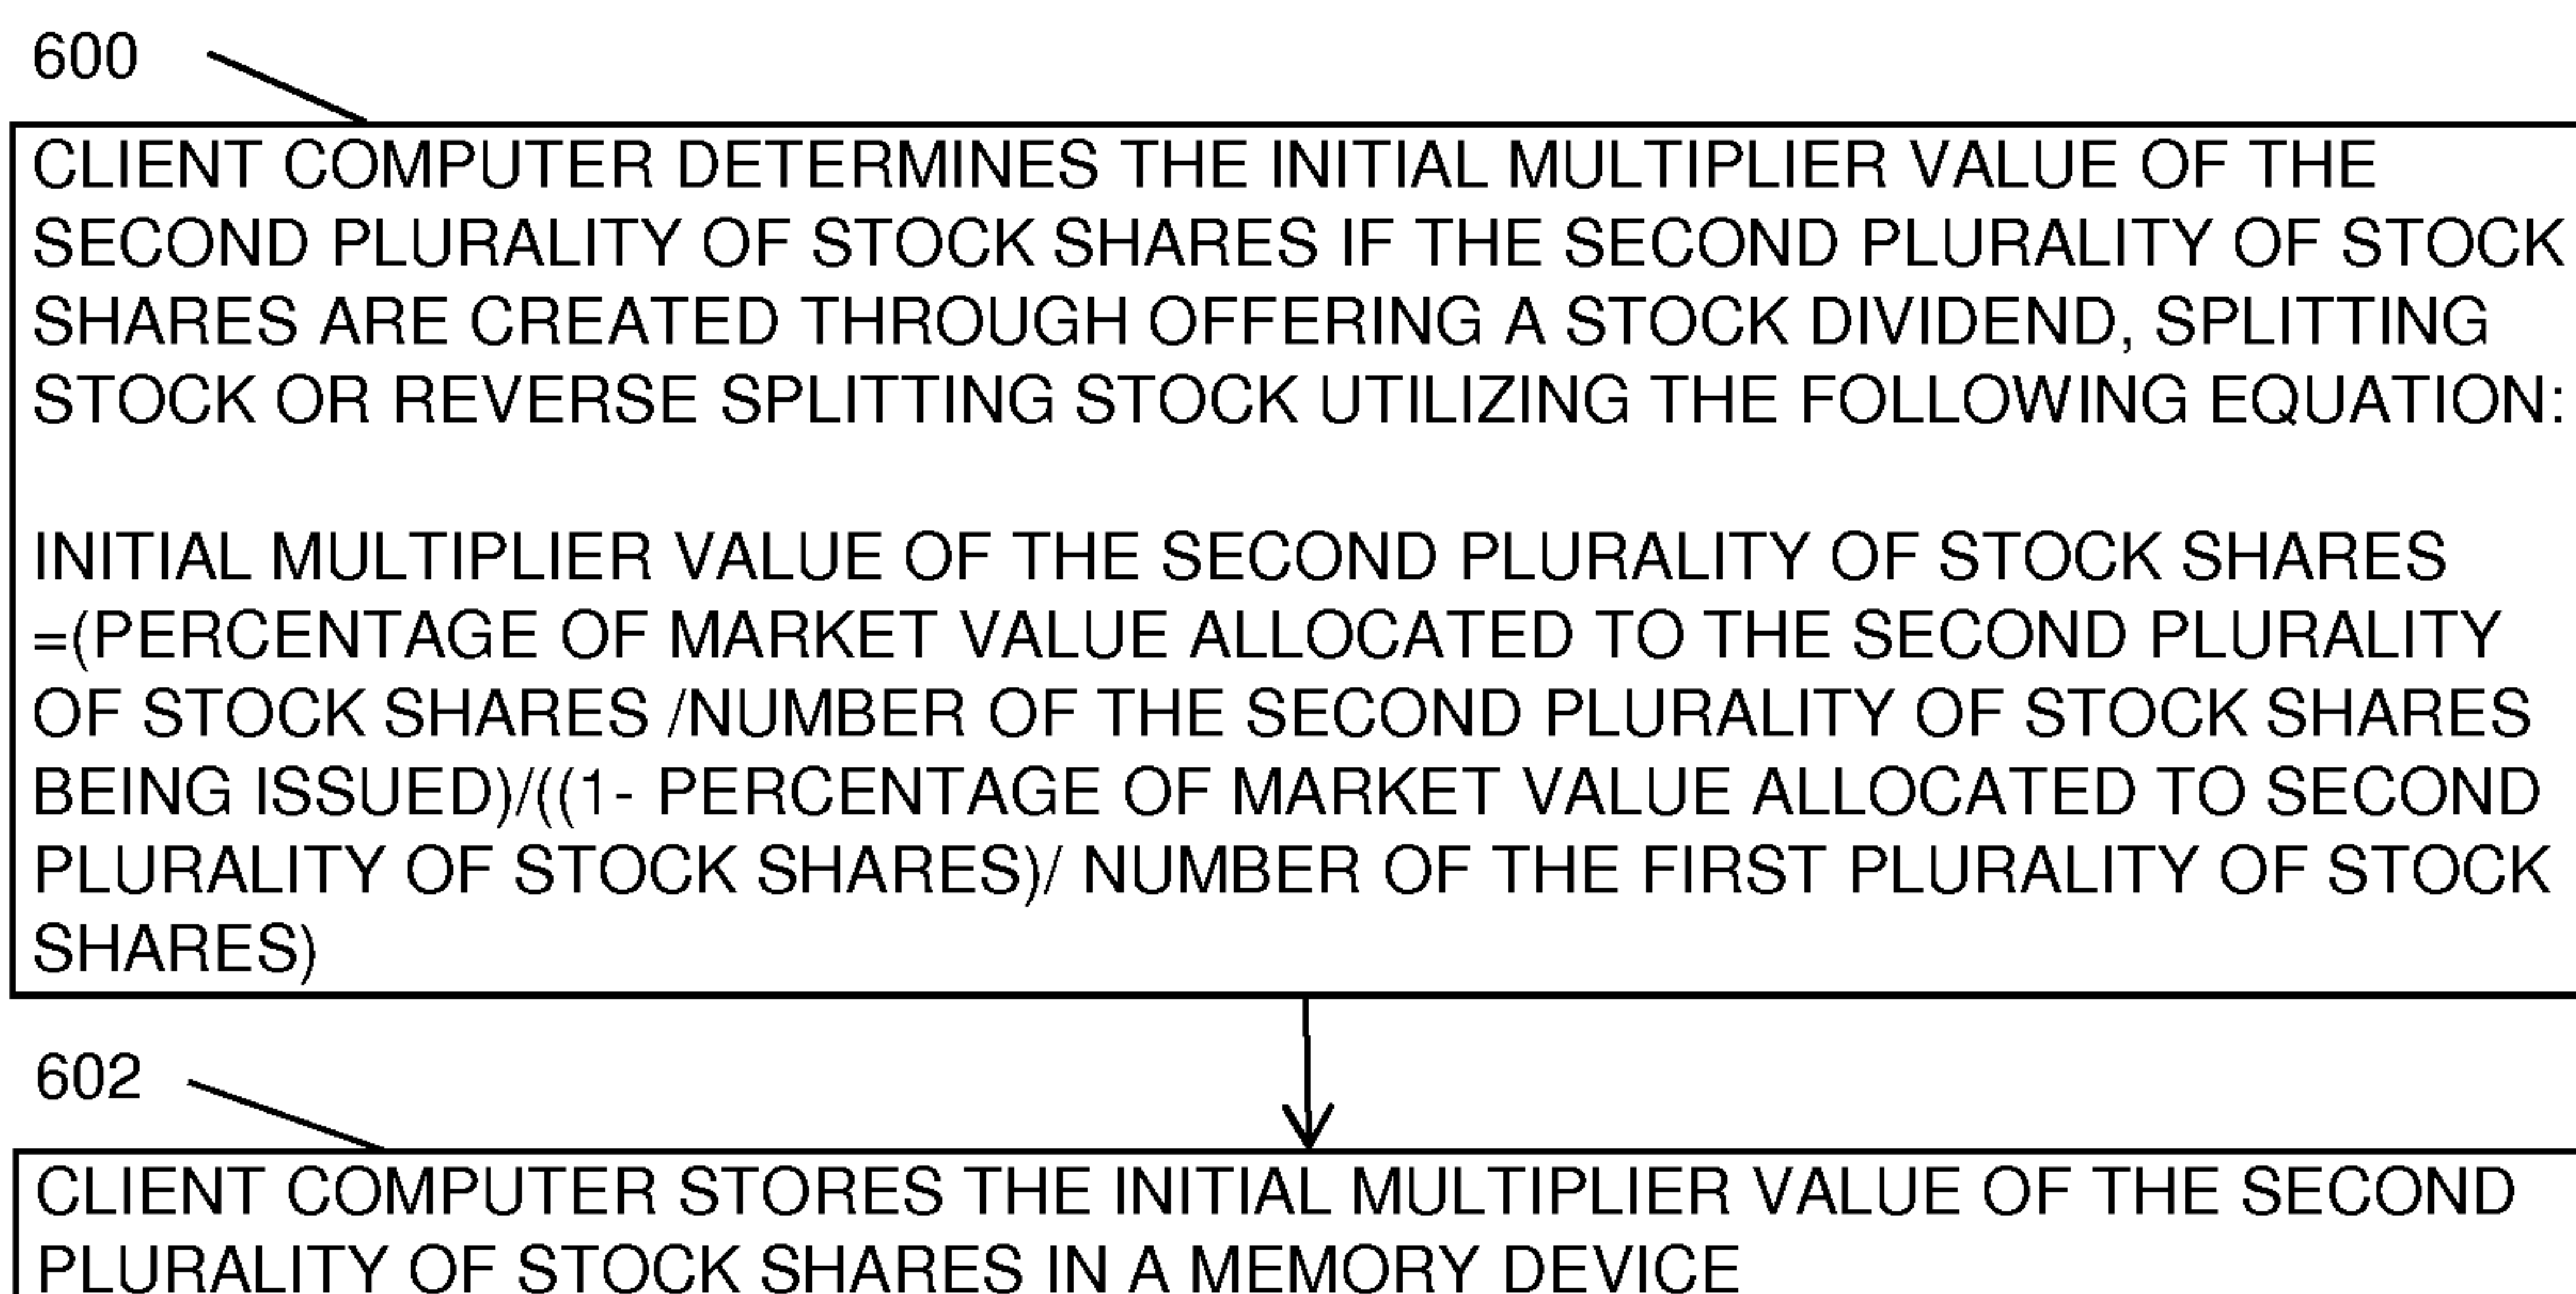 600
CLIENT COMPUTER DETERMINES THE INITIAL MULTIPLIER VALUE OF THE
SECOND PLURALITY OF STOCK SHARES IF THE SECOND PLURALITY OF STOCK
SHARES ARE CREATED THROUGH OFFERING A STOCK DIVIDEND, SPLITTING
STOCK OR REVERSE SPLITTING STOCK UTILIZING THE FOLLOWING EQUATION:
INITIAL MULTIPLIER VALUE OF THE SECOND PLURALITY OF STOCK SHARES
=(PERCENTAGE OF MARKET VALUE ALLOCATED TO THE SECOND PLURALITY
OF STOCK SHARES /NUMBER OF THE SECOND PLURALITY OF STOCK SHARES
BEING ISSUED)/((1- PERCENTAGE OF MARKET VALUE ALLOCATED TO SECOND
PLURALITY OF STOCK SHARES)/ NUMBER OF THE FIRST PLURALITY OF STOCK
SHARES)
602
CLIENT COMPUTER STORES THE INITIAL MULTIPLIER VALUE OF THE SECOND
PLURALITY OF STOCK SHARES IN A MEMORY DEVICE